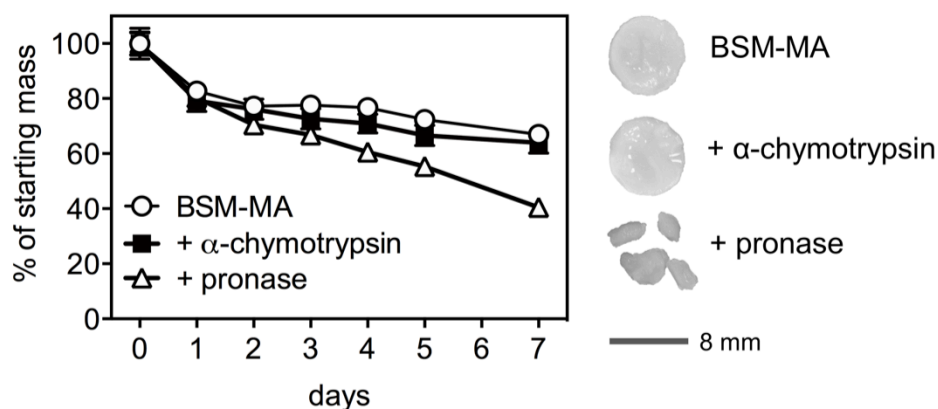 % of starting mass
100
80
60
40
20
0
BSM-MA
+ α-chymotrypsin
+ pronase
0 1 2 3 4 5 6 7
days
BSM-MA
+ α-chymotrypsin
+ pronase
8 mm